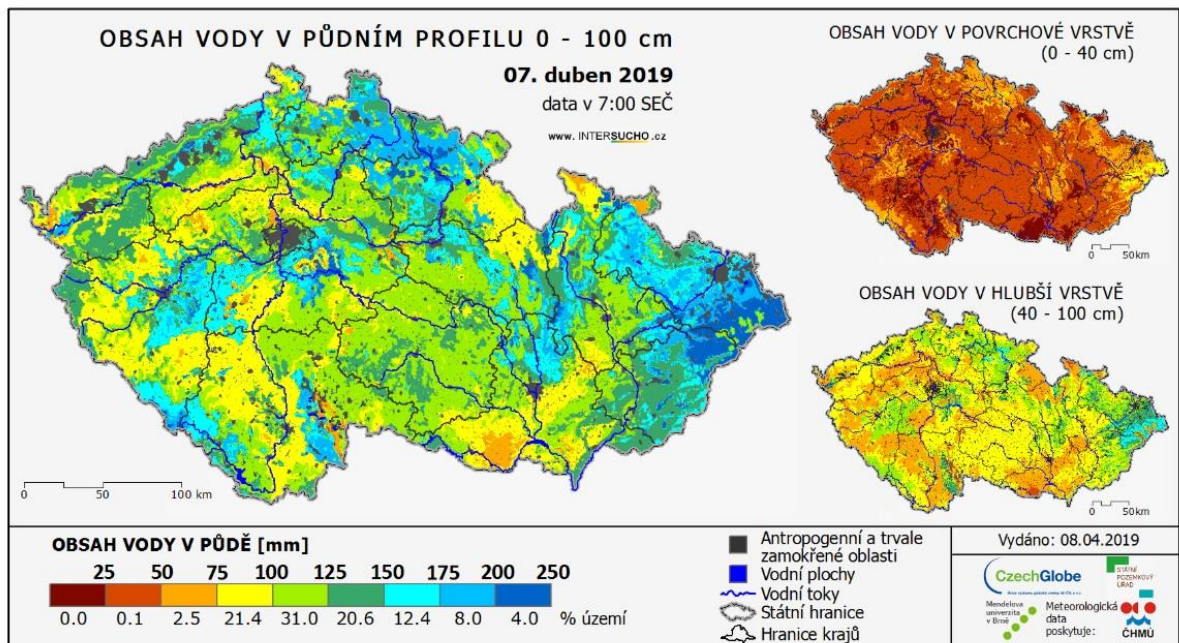 OBSAH VODY V PŮDNÍM PROFILU 0 - 100 cm
07. duben 2019
data v 7:00 SEČ
www. INTERSUCHO .cz
0 50 100 km
OBSAH VODY V POVRCHOVÉ VRSTVĚ
(0 - 40 cm)
0 50km
OBSAH VODY V HLUBŠÍ VRSTVĚ
(40 - 100 cm)
0 50km
OBSAH VODY V PŮDĚ [mm]
25 50 75 100 125 150 175 200 250
0.0 0.1 2.5 21.4 31.0 20.6 12.4 8.0 4.0 % území
Antropogenní a trvale
zamokřené oblasti
Vodní plochy
Vodní toky
Státní hranice
Hranice krajů
Vydáno: 08.04.2019
CzechGlobe
Státní
POZEMKOVÝ
ÚŘAD
Mendelova
univerzita
v Brně
Meteorologická
data
poskytuje:
ČHMÚ